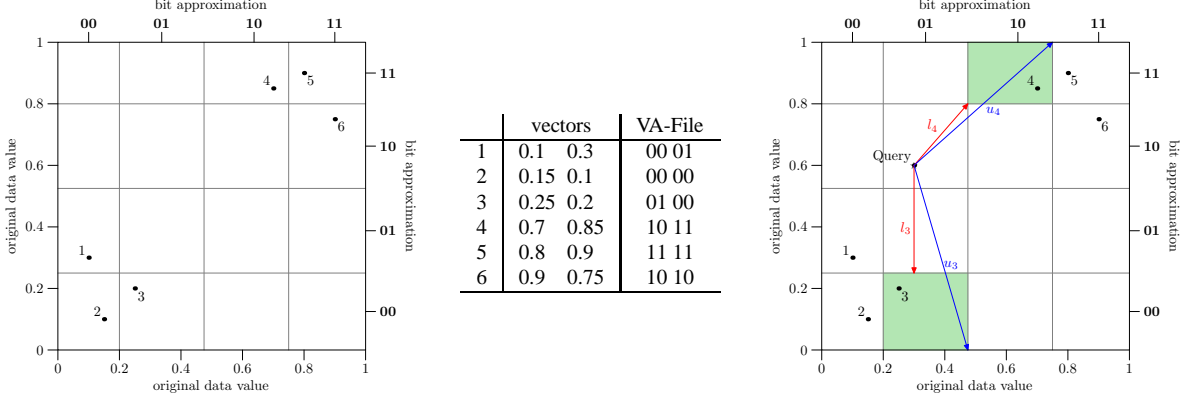 bit approximation
00 01 10 11
1
0.8
0.6
0.4
0.2
0
original data value
0 0.2 0.4 0.6 0.8 1
original data value
11
10
01
00
bit approximation
1
2
3
4
5
6
vectors VA-File
1 0.1 0.3 00 01
2 0.15 0.1 00 00
3 0.25 0.2 01 00
4 0.7 0.85 10 11
5 0.8 0.9 11 11
6 0.9 0.75 10 10
bit approximation
00 01 10 11
1
0.8
0.6
0.4
0.2
0
original data value
0 0.2 0.4 0.6 0.8 1
original data value
11
10
01
00
bit approximation
Query
l4
u4
l3
u3
1
2
3
4
5
6